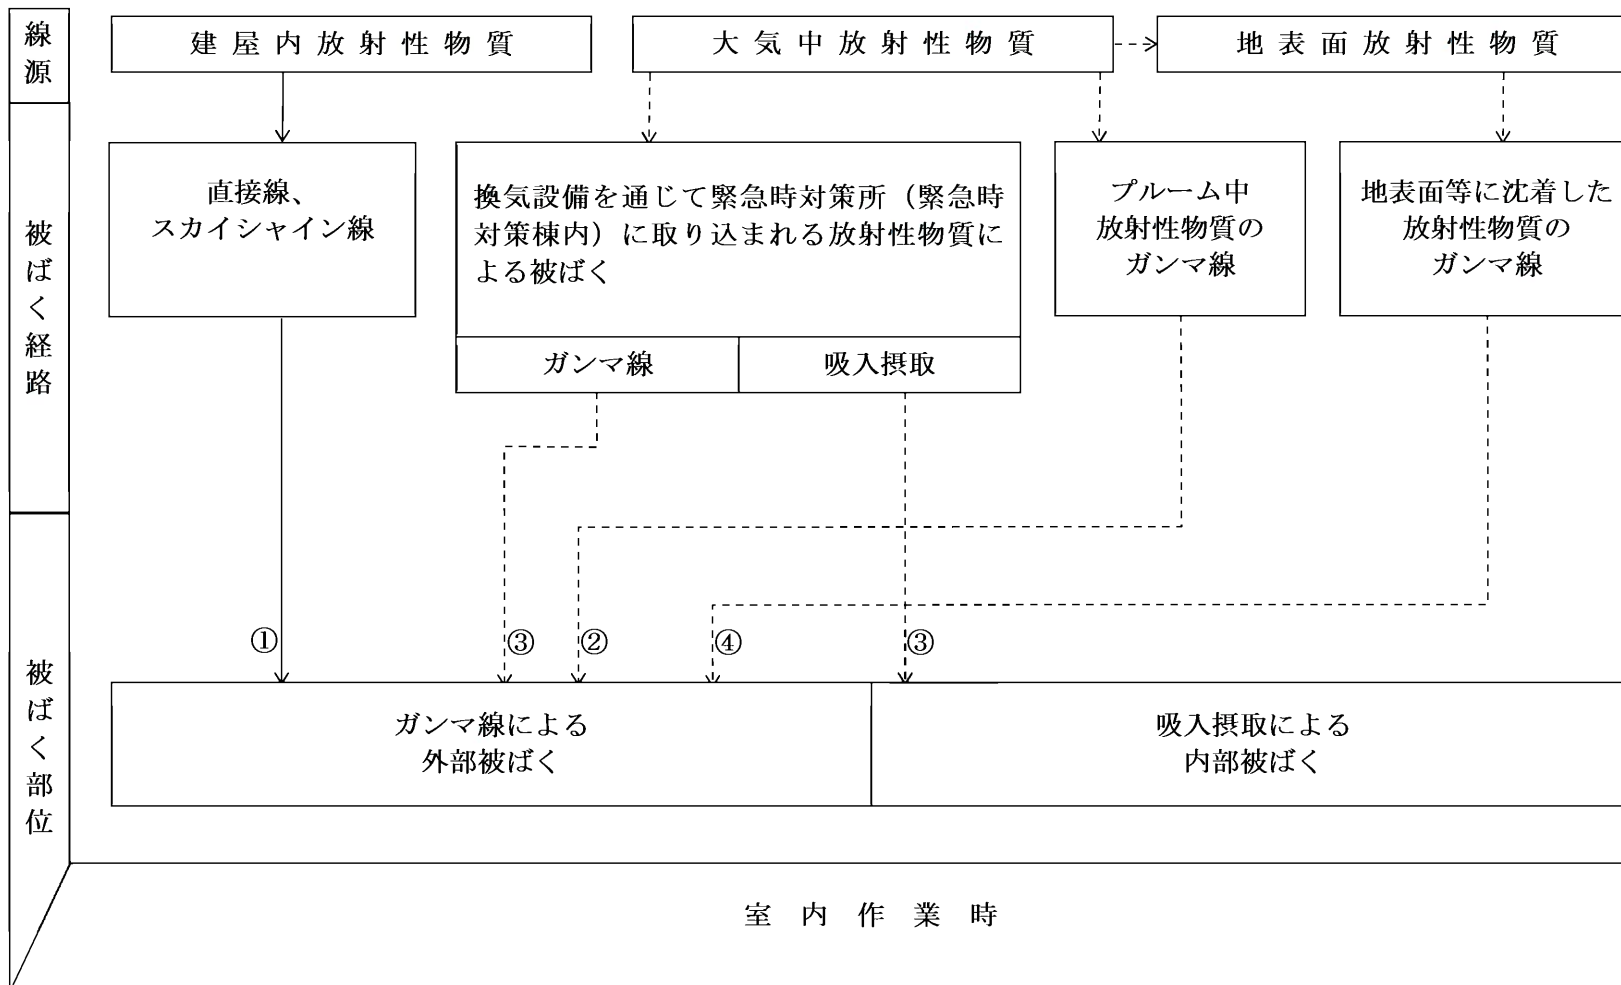 線源
建屋内放射性物質
大気中放射性物質
地表面放射性物質
被ばく経路
直接線、
スカイシャイン線
換気設備を通じて緊急時対策所（緊急時
対策棟内）に取り込まれる放射性物質に
よる被ばく
ガンマ線
吸入摂取
プルーム中
放射性物質の
ガンマ線
地表面等に沈着した
放射性物質の
ガンマ線
①
③
②
④
③
被ばく部位
ガンマ線による
外部被ばく
吸入摂取による
内部被ばく
室内作業時